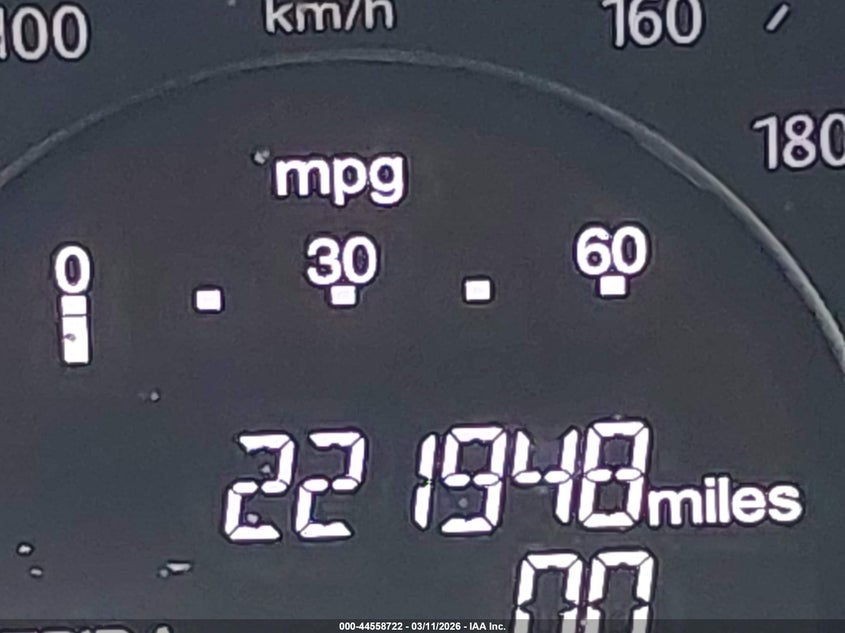 100 km/h 160
180
mpg
0 30 60
221948 miles
00
000-44558722 - 03/11/2026 - IAA Inc.